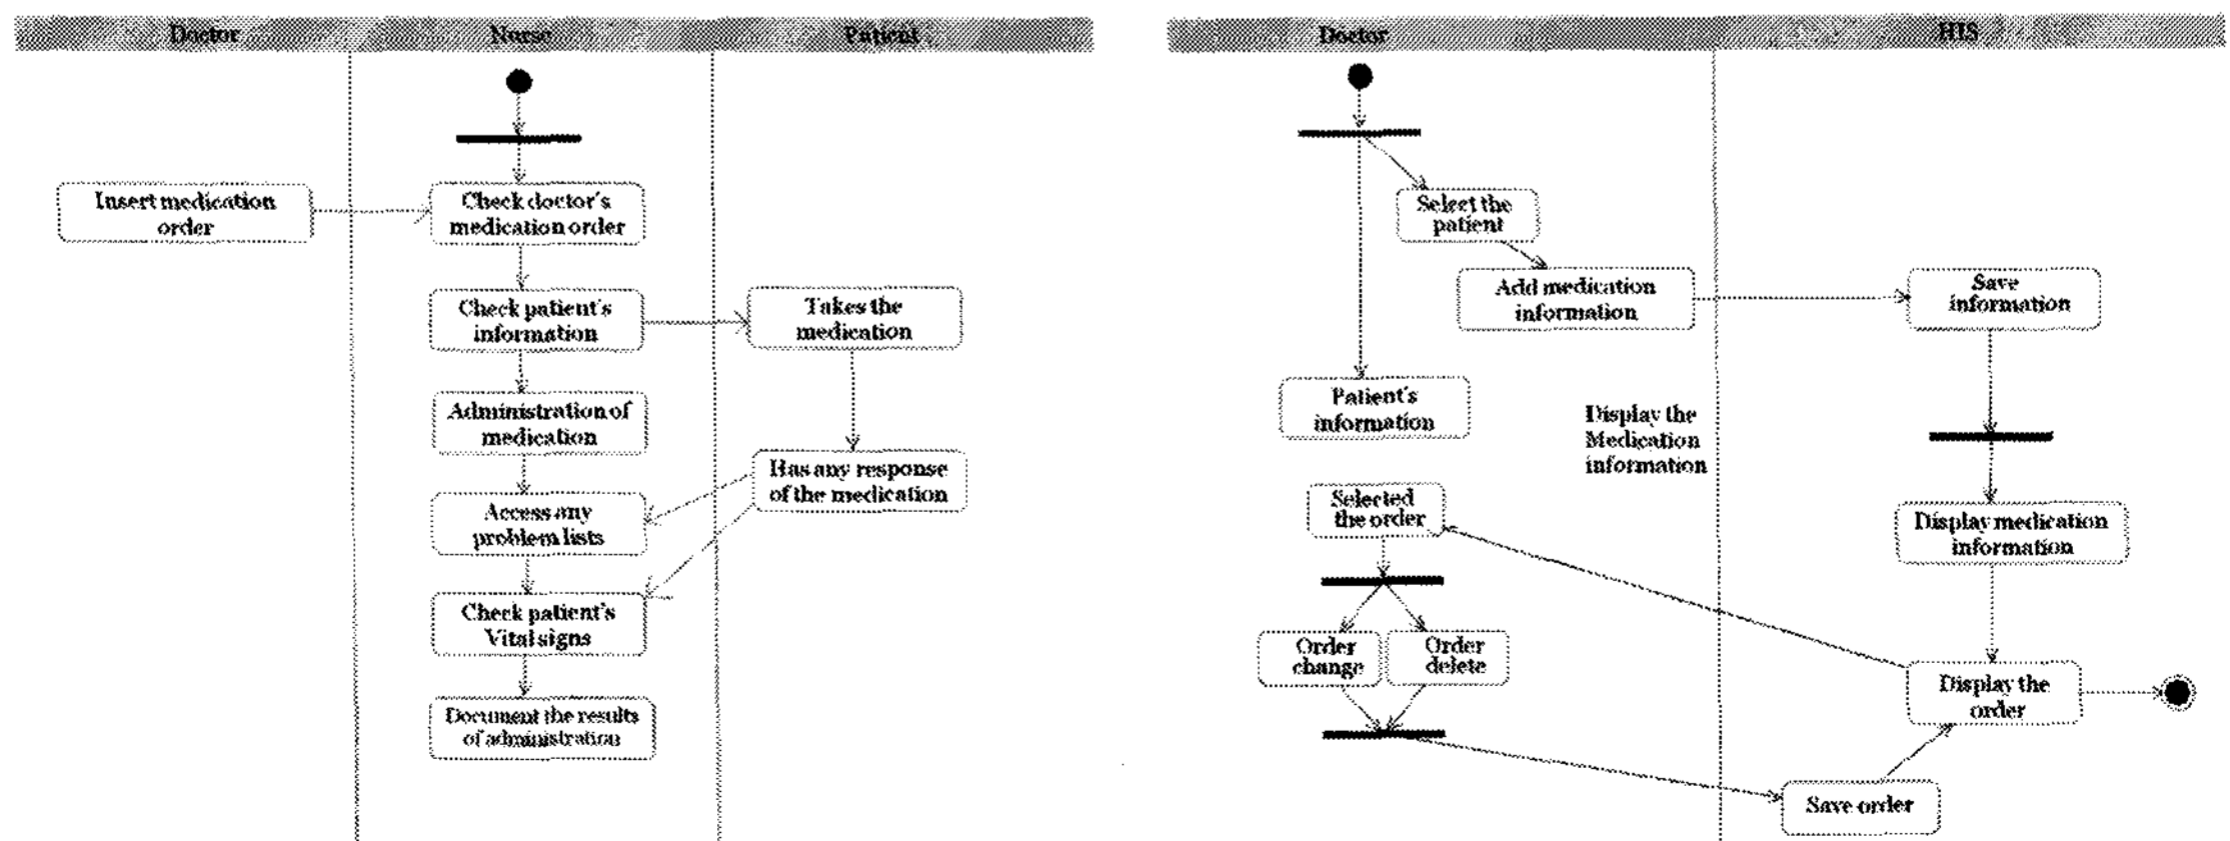 Doctor
Nurse
Patient
Insert medication
order
Check doctor's
medication order
Check patient's
information
Takes the
medication
Administration of
medication
Has any response
of the medication
Access any
problem lists
Check patient's
Vital signs
Document the results
of administration
Doctor
HIS
Select the
patient
Add medication
information
Save
information
Patient's
information
Display the
Medication
information
Selected
the order
Display medication
information
Order
change
Order
delete
Display the
order
Save order